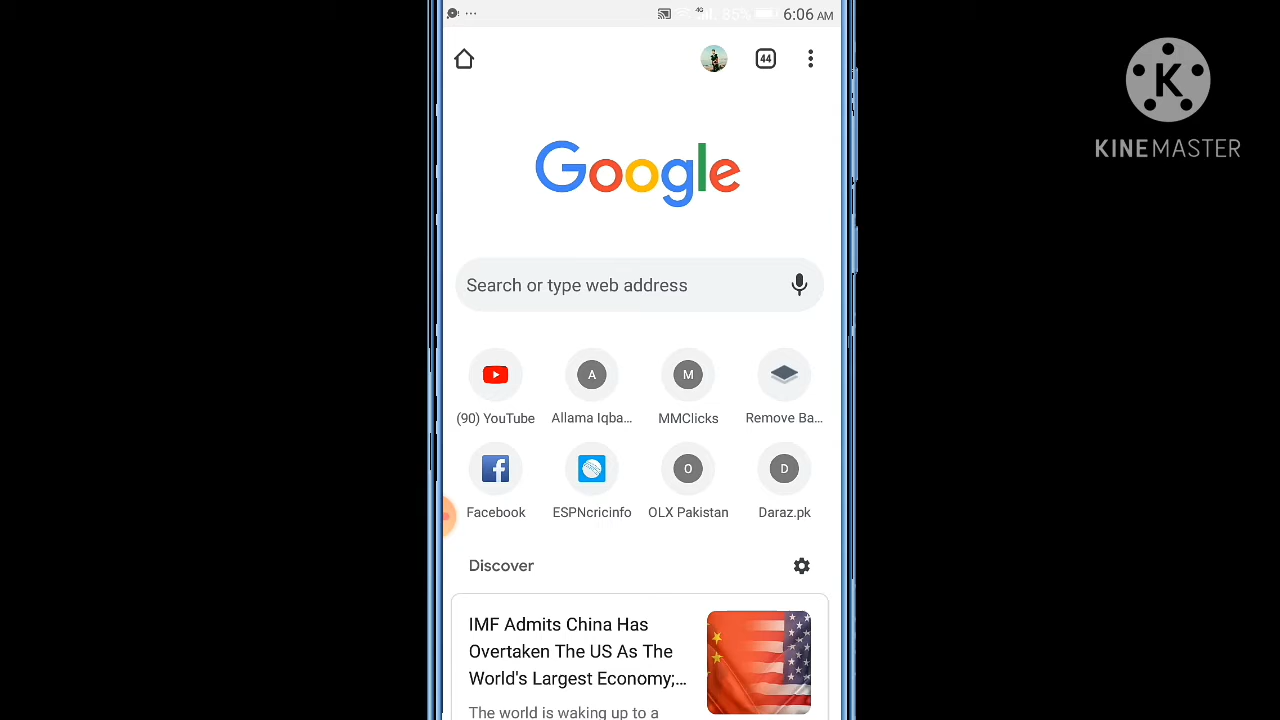 ... 4G 85% 6:06 AM
44
K
KINEMASTER
Google
Search or type web address
A M
(90) YouTube Allama Iqba... MMClicks Remove Ba...
f O D
Facebook ESPNcricinfo OLX Pakistan Daraz.pk
Discover
IMF Admits China Has
Overtaken The US As The
World's Largest Economy;...
The world is waking up to a